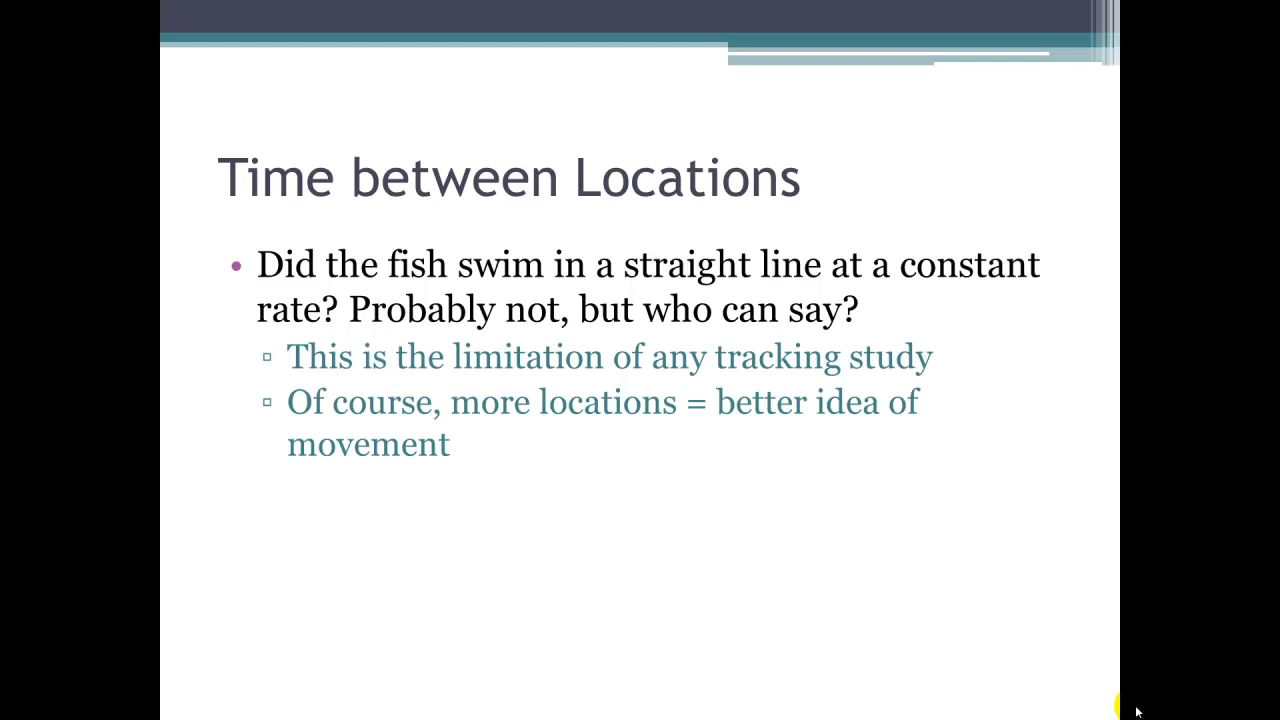 Time between Locations
• Did the fish swim in a straight line at a constant
rate? Probably not, but who can say?
▫ This is the limitation of any tracking study
▫ Of course, more locations = better idea of
movement